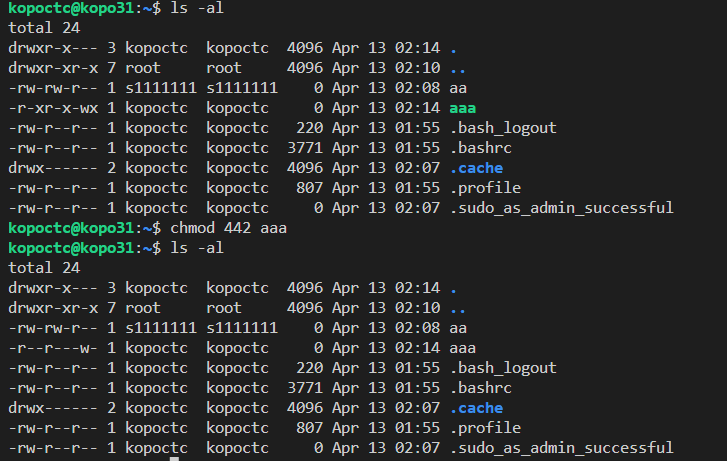 kopoctc@kopo31:~$ ls -al
total 24
drwxr-x--- 3 kopoctc  kopoctc  4096 Apr 13 02:14 .
drwxr-xr-x 7 root     root     4096 Apr 13 02:10 ..
-rw-rw-r-- 1 s1111111 s1111111    0 Apr 13 02:08 aa
-r-xr-x-wx 1 kopoctc  kopoctc     0 Apr 13 02:14 aaa
-rw-r--r-- 1 kopoctc  kopoctc   220 Apr 13 01:55 .bash_logout
-rw-r--r-- 1 kopoctc  kopoctc  3771 Apr 13 01:55 .bashrc
drwx------ 2 kopoctc  kopoctc  4096 Apr 13 02:07 .cache
-rw-r--r-- 1 kopoctc  kopoctc   807 Apr 13 01:55 .profile
-rw-r--r-- 1 kopoctc  kopoctc     0 Apr 13 02:07 .sudo_as_admin_successful
kopoctc@kopo31:~$ chmod 442 aaa
kopoctc@kopo31:~$ ls -al
total 24
drwxr-x--- 3 kopoctc  kopoctc  4096 Apr 13 02:14 .
drwxr-xr-x 7 root     root     4096 Apr 13 02:10 ..
-rw-rw-r-- 1 s1111111 s1111111    0 Apr 13 02:08 aa
-r--r---w- 1 kopoctc  kopoctc     0 Apr 13 02:14 aaa
-rw-r--r-- 1 kopoctc  kopoctc   220 Apr 13 01:55 .bash_logout
-rw-r--r-- 1 kopoctc  kopoctc  3771 Apr 13 01:55 .bashrc
drwx------ 2 kopoctc  kopoctc  4096 Apr 13 02:07 .cache
-rw-r--r-- 1 kopoctc  kopoctc   807 Apr 13 01:55 .profile
-rw-r--r-- 1 kopoctc  kopoctc     0 Apr 13 02:07 .sudo_as_admin_successful